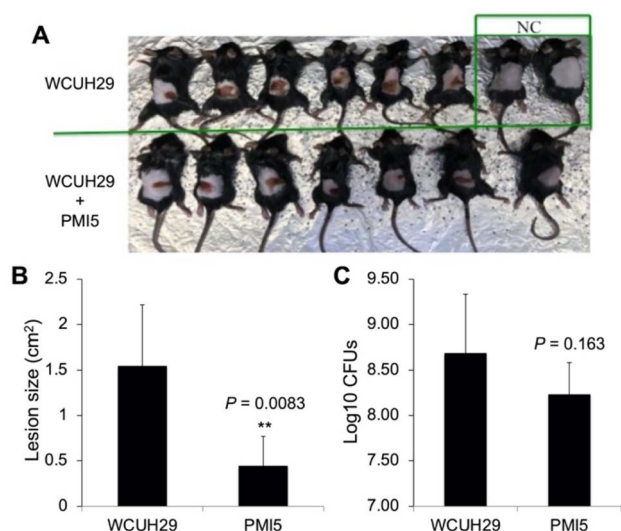 A
NC
WCUH29
WCUH29
+
PMI5
B
Lesion size (cm²)
2.5
2
1.5
1
0.5
0
P = 0.0083
**
WCUH29
PMI5
C
Log10 CFUs
9.50
9.00
8.50
8.00
7.50
7.00
P = 0.163
WCUH29
PMI5